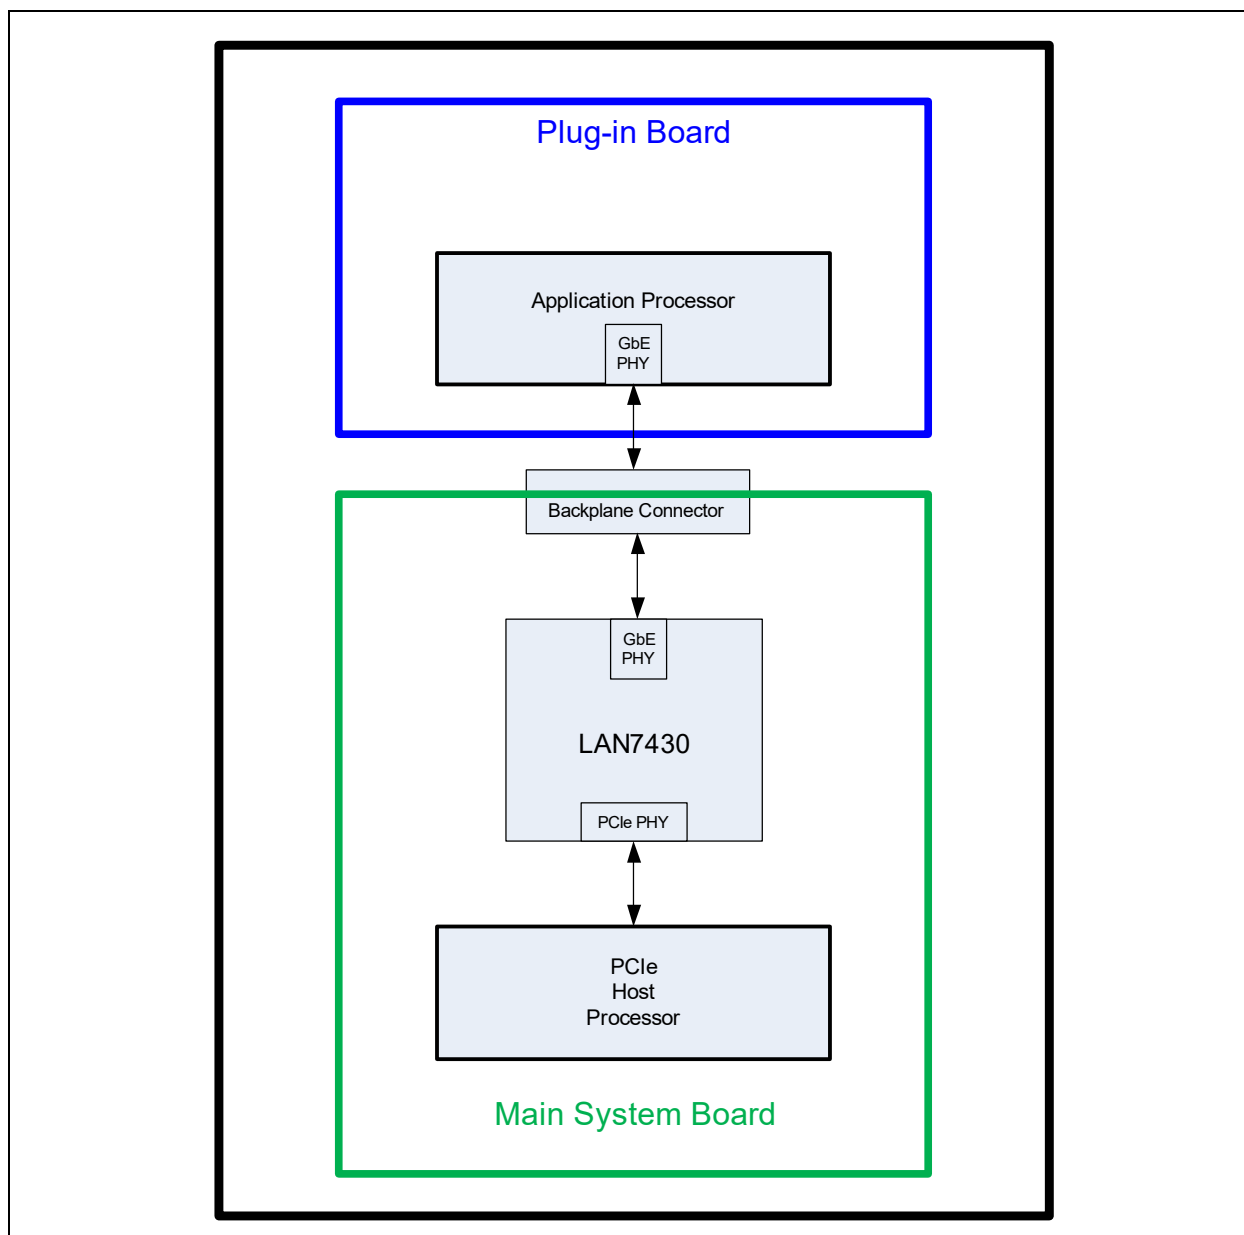 Plug-in Board
Application Processor
GbE
PHY
Backplane Connector
GbE
PHY
LAN7430
PCIe PHY
PCIe
Host
Processor
Main System Board